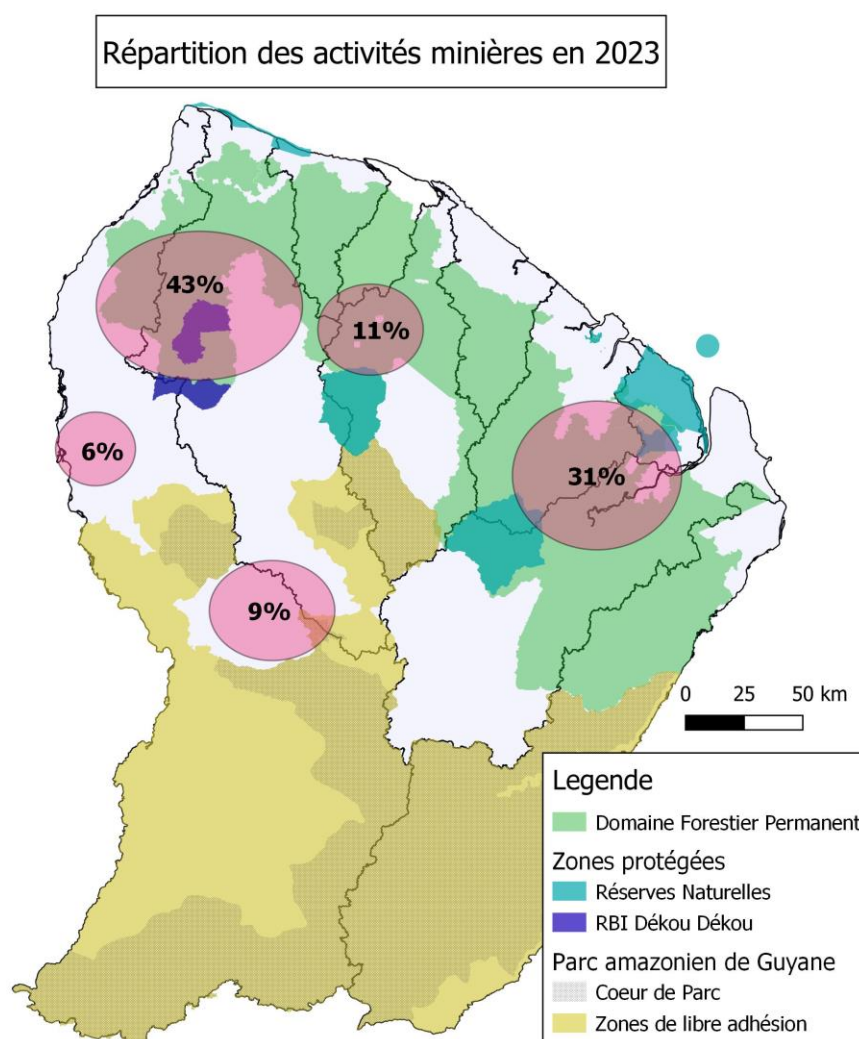 Répartition des activités minières en 2023
43%
11%
6%
31%
9%
0 25 50 km
Legende
Domaine Forestier Permanent
Zones protégées
Réserves Naturelles
RBI Dékou Dékou
Parc amazonien de Guyane
Coeur de Parc
Zones de libre adhésion